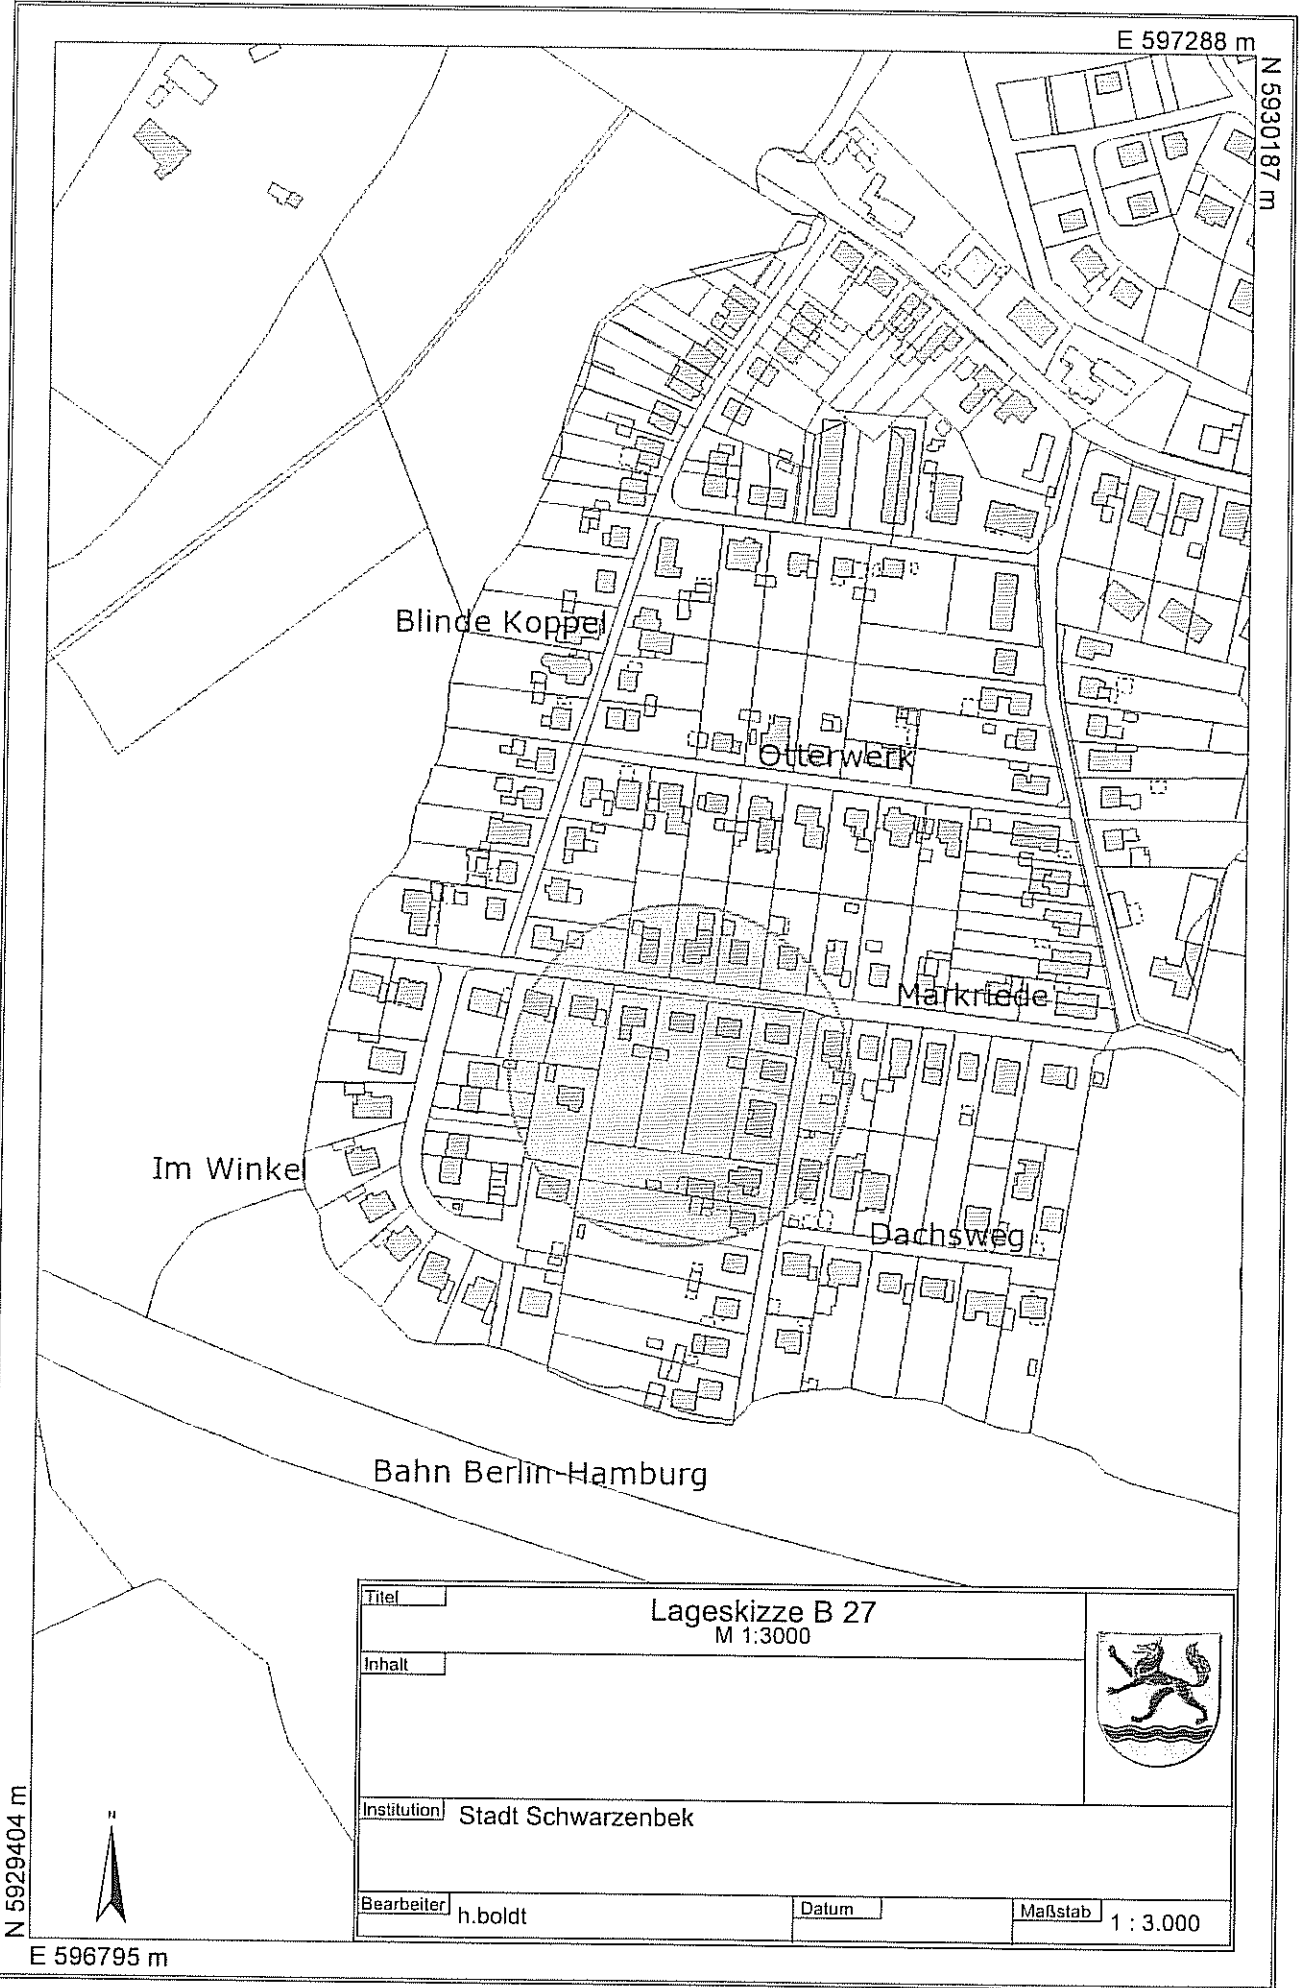 E 597288 m
N 5930187 m
Blinde Koppel
Otterwerk
Markriede
Im Winkel
Dachsweg
Bahn Berlin-Hamburg
Titel
Lageskizze B 27
M 1:3000
Inhalt
Institution
Stadt Schwarzenbek
Bearbeiter
h.boldt
Datum
Maßstab
1 : 3.000
N
N 5929404 m
E 596795 m